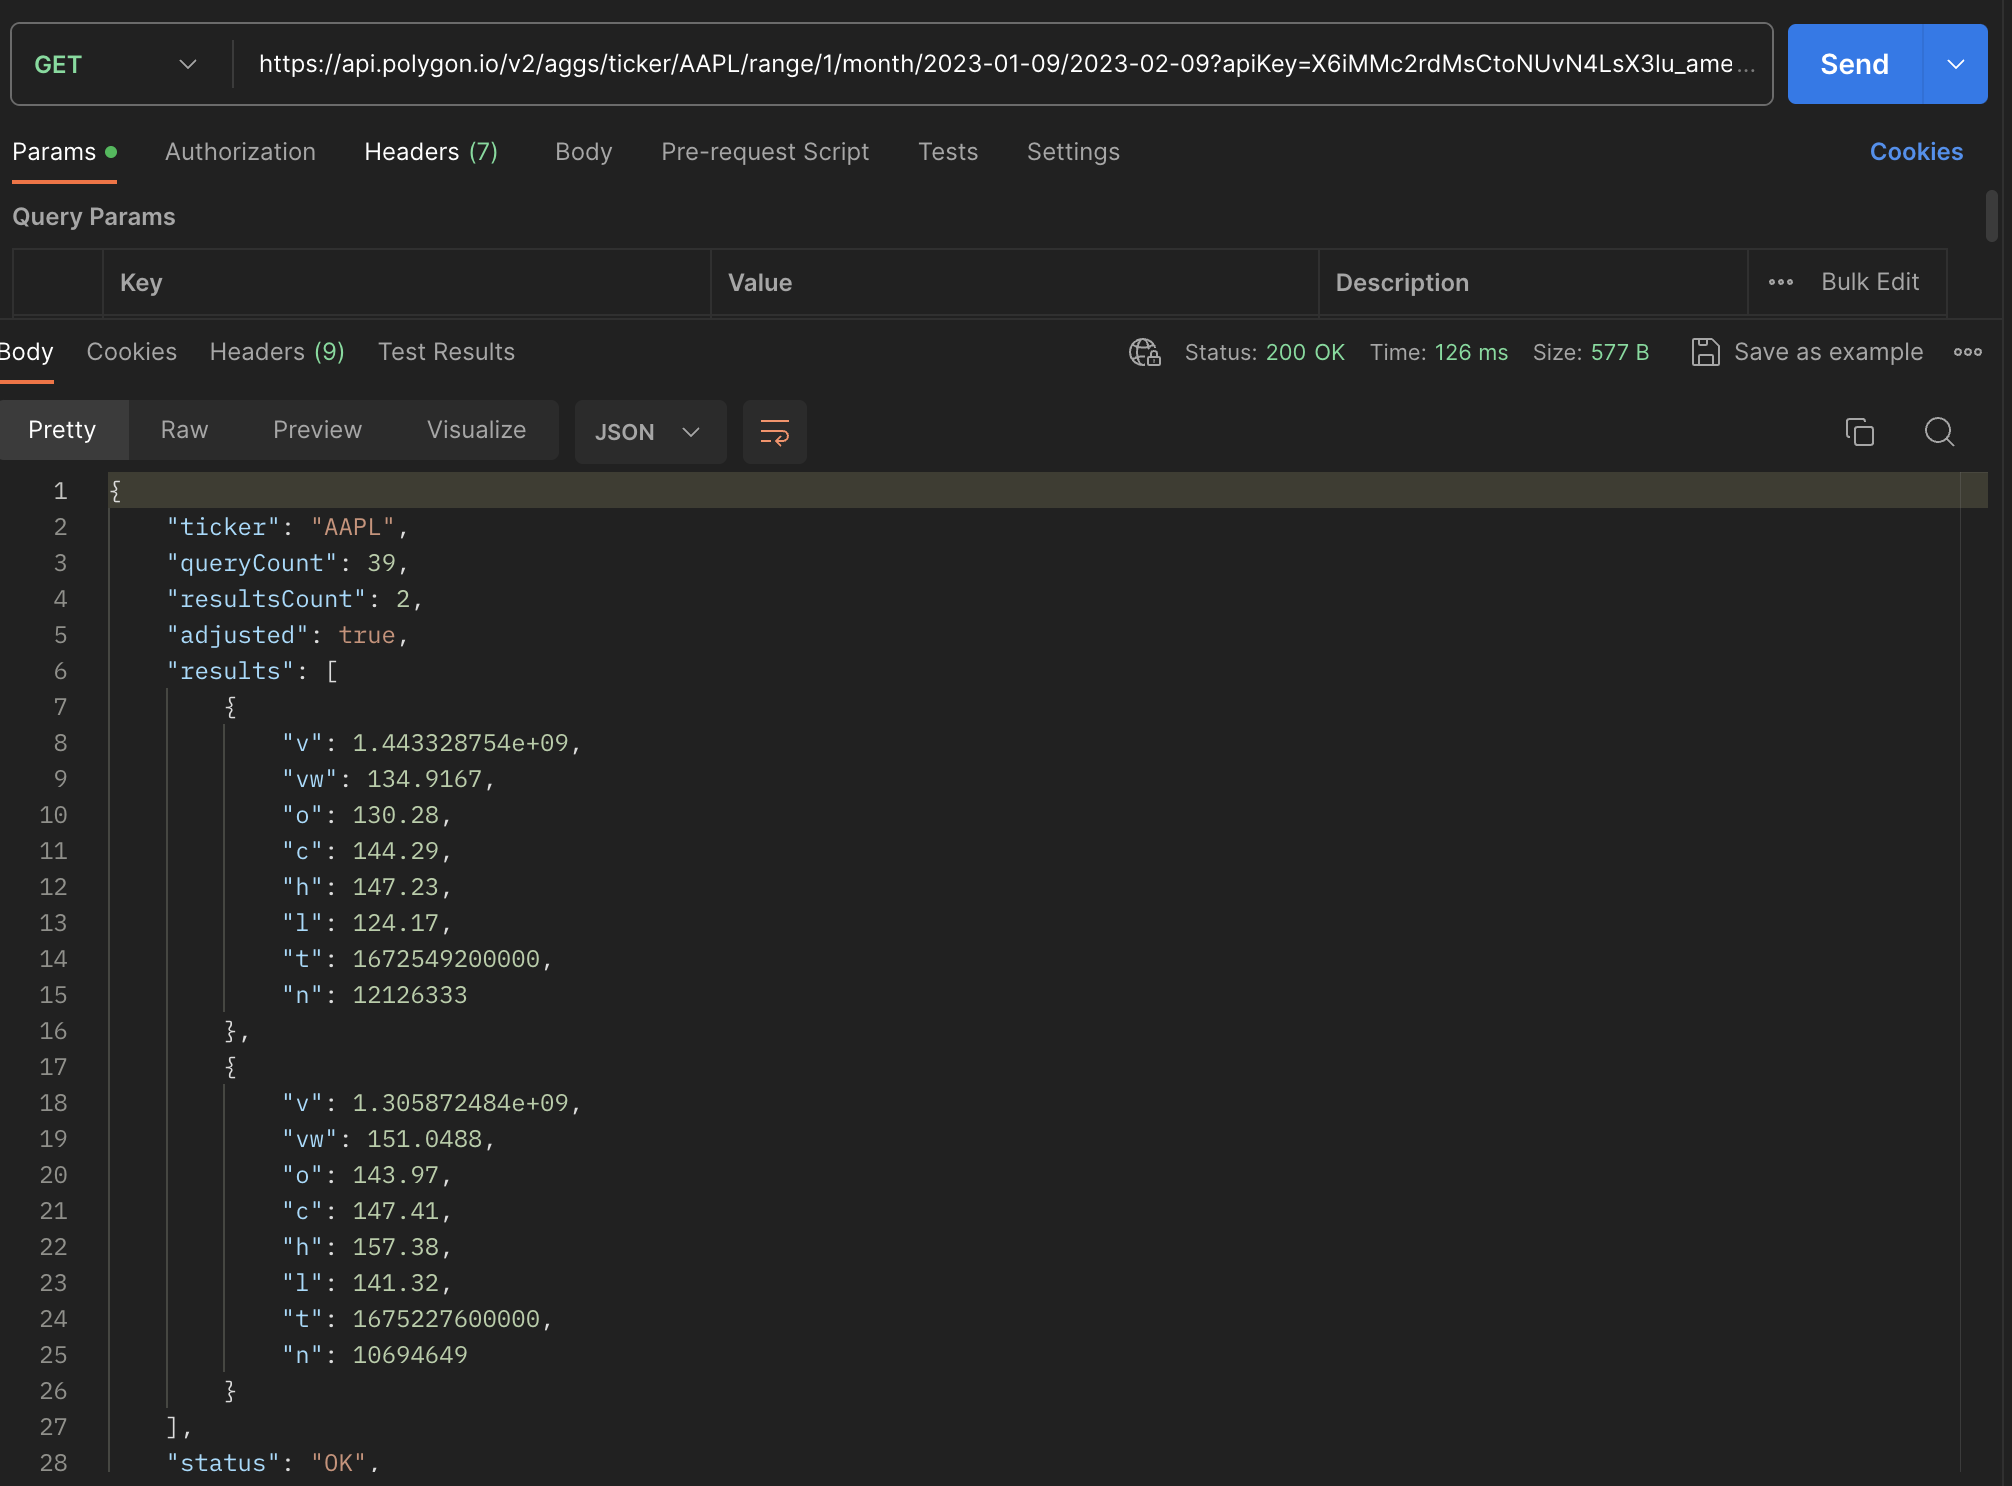 GET https://api.polygon.io/v2/aggs/ticker/AAPL/range/1/month/2023-01-09/2023-02-09?apiKey=X6iMMc2rdMsCtoNUvN4LsX3lu_ame... Send
Params Authorization Headers (7) Body Pre-request Script Tests Settings Cookies
Query Params
Key Value Description ••• Bulk Edit
Body Cookies Headers (9) Test Results Status: 200 OK Time: 126 ms Size: 577 B Save as example •••
Pretty Raw Preview Visualize JSON
1 {
2 "ticker": "AAPL",
3 "queryCount": 39,
4 "resultsCount": 2,
5 "adjusted": true,
6 "results": [
7 {
8 "v": 1.443328754e+09,
9 "vw": 134.9167,
10 "o": 130.28,
11 "c": 144.29,
12 "h": 147.23,
13 "l": 124.17,
14 "t": 1672549200000,
15 "n": 12126333
16 },
17 {
18 "v": 1.305872484e+09,
19 "vw": 151.0488,
20 "o": 143.97,
21 "c": 147.41,
22 "h": 157.38,
23 "l": 141.32,
24 "t": 1675227600000,
25 "n": 10694649
26 }
27 ],
28 "status": "OK",